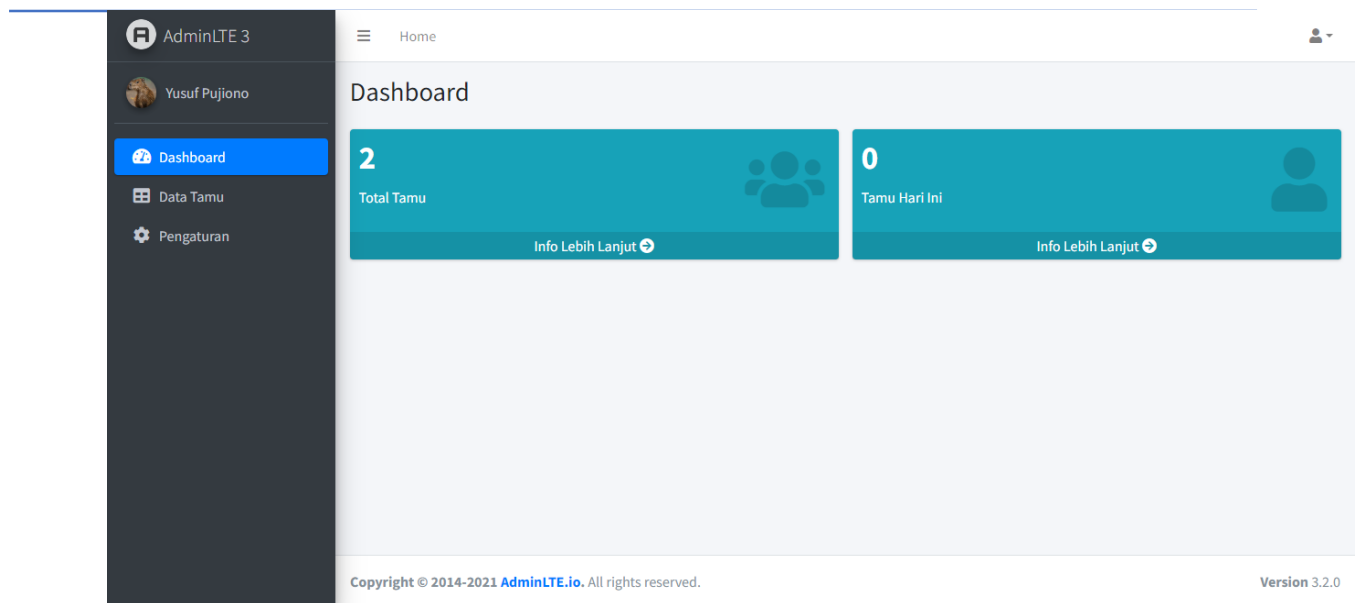 AdminLTE 3
Home
Yusuf Pujiono
Dashboard
Data Tamu
Pengaturan
Dashboard
2
Total Tamu
Info Lebih Lanjut
0
Tamu Hari Ini
Info Lebih Lanjut
Copyright © 2014-2021 AdminLTE.io. All rights reserved.
Version 3.2.0